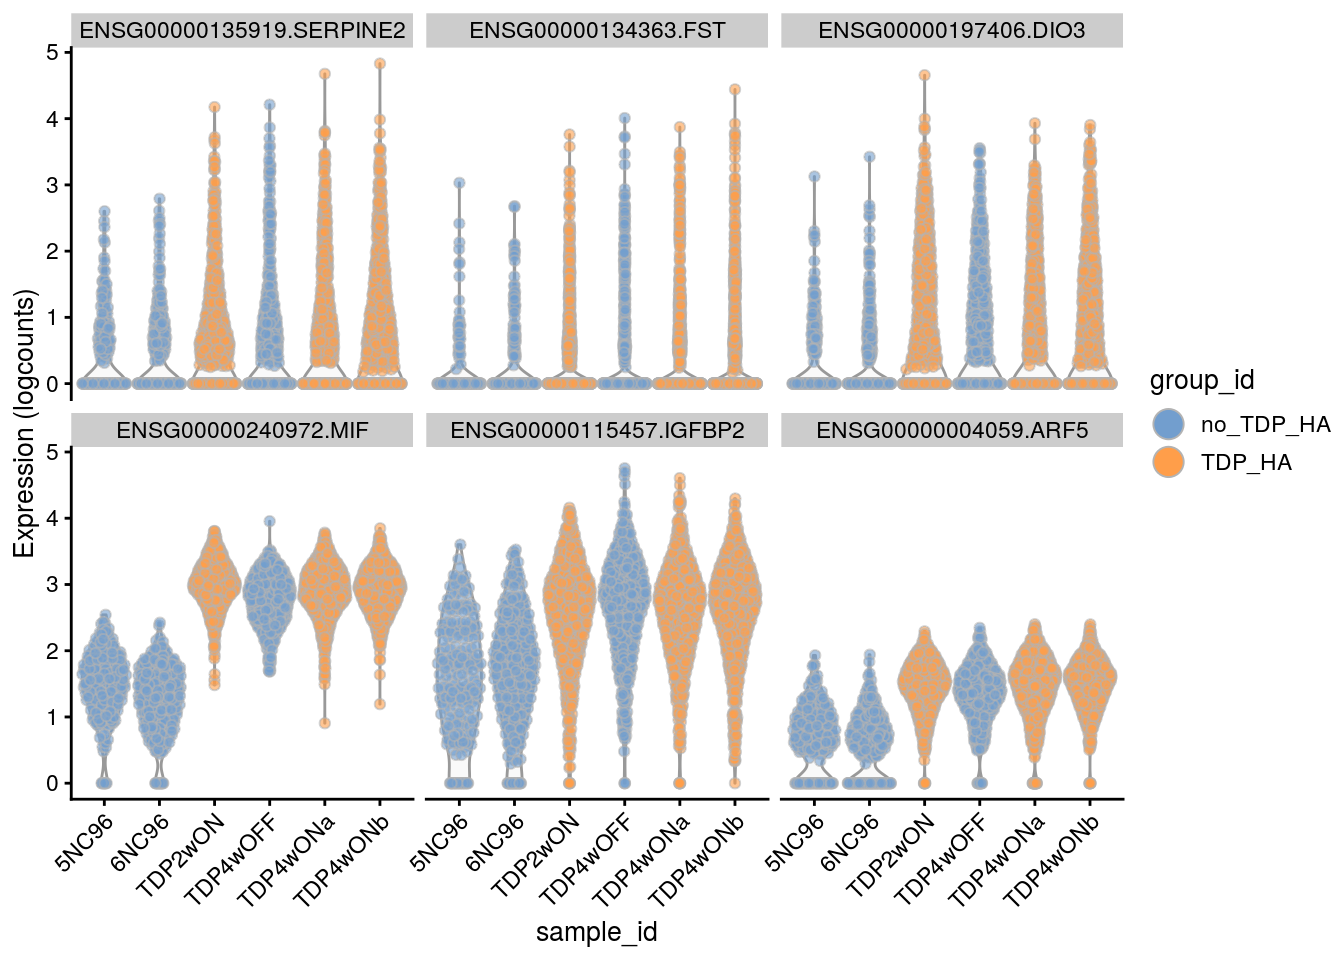 ENSG00000135919.SERPINE2 ENSG00000134363.FST ENSG00000197406.DIO3
5
4
3
2
1
0
ENSG00000240972.MIF ENSG00000115457.IGFBP2 ENSG00000004059.ARF5
5
4
3
2
1
0
Expression (logcounts)
5NC96 6NC96 TDP2wON TDP4wOFF TDP4wONa TDP4wONb 5NC96 6NC96 TDP2wON TDP4wOFF TDP4wONa TDP4wONb 5NC96 6NC96 TDP2wON TDP4wOFF TDP4wONa TDP4wONb
sample_id
group_id
no_TDP_HA
TDP_HA